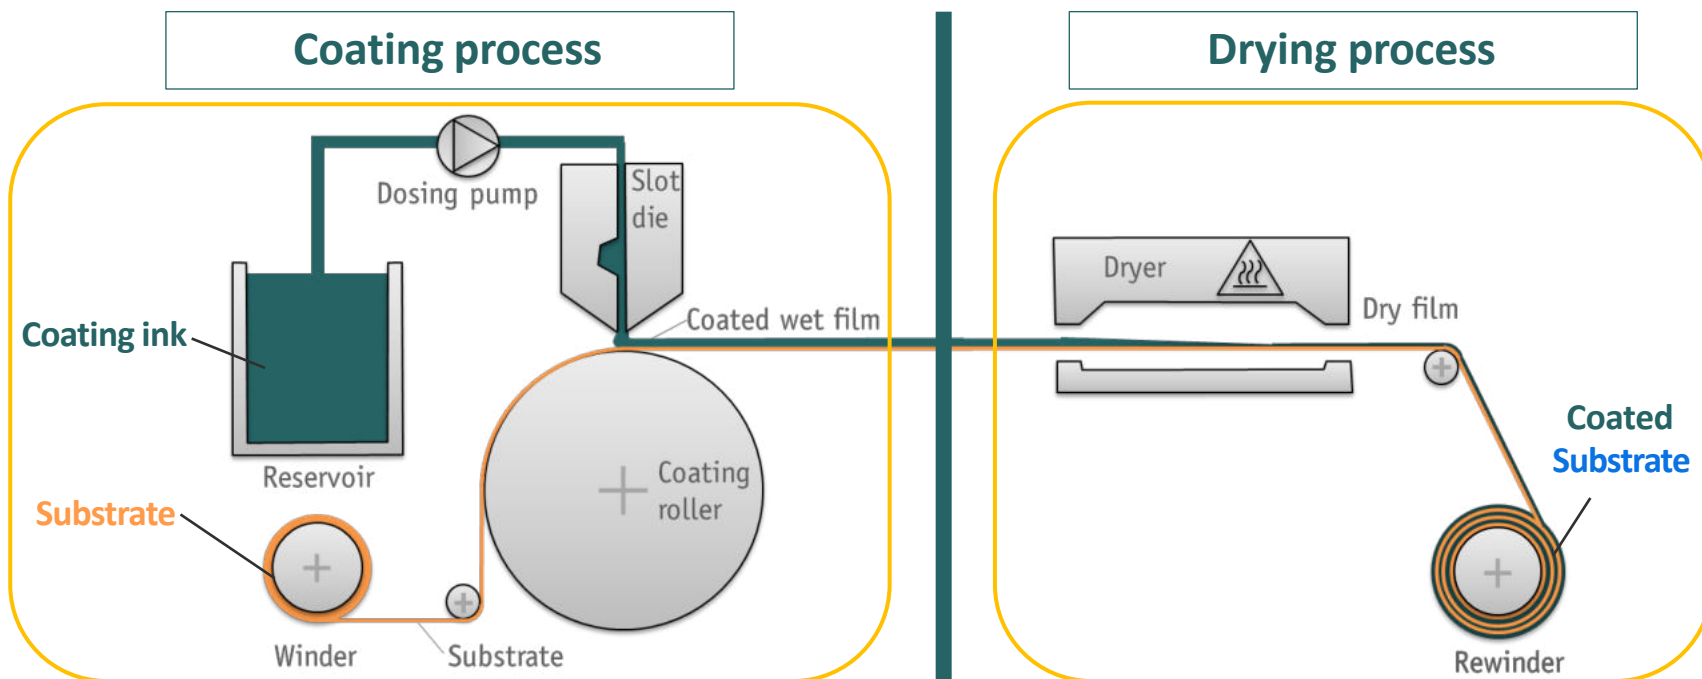 Coating process
Drying process
Dosing pump
Slot
die
Coating ink
Coated wet film
Reservoir
Substrate
Coating
roller
Winder
Substrate
Dryer
Dry film
Coated
Substrate
Rewinder